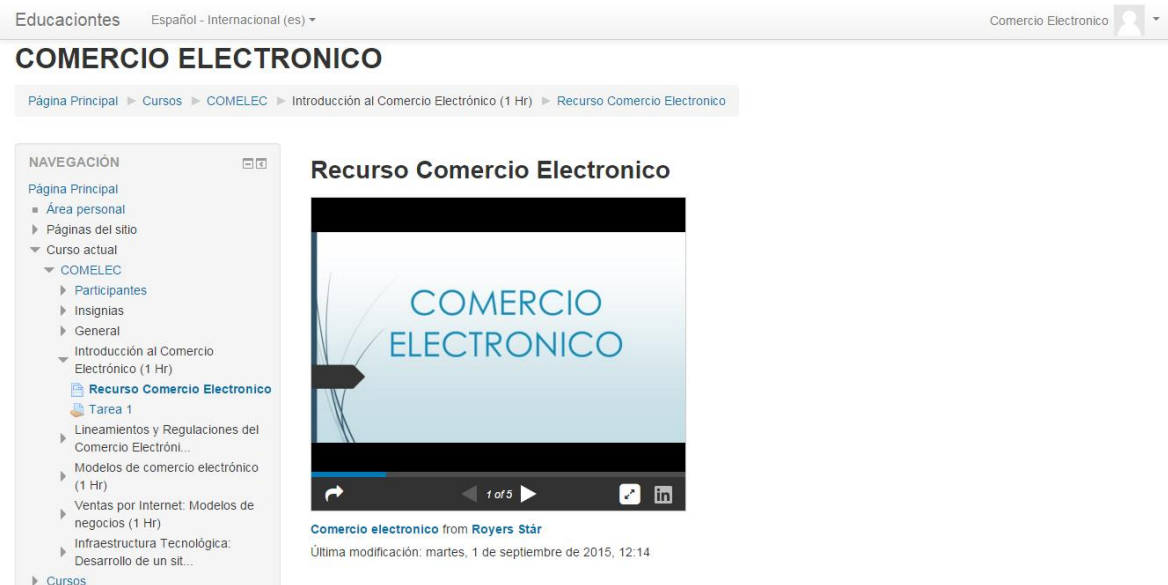 Educaciontes Español - Internacional (es) Comercio Electronico
COMERCIO ELECTRONICO
Página Principal Cursos COMELEC Introducción al Comercio Electrónico (1 Hr) Recurso Comercio Electronico
NAVEGACIÓN
Página Principal
Área personal
Páginas del sitio
Curso actual
COMELEC
Participantes
Insignias
General
Introducción al Comercio
Electrónico (1 Hr)
Recurso Comercio Electronico
Tarea 1
Lineamientos y Regulaciones del
Comercio Electróni...
Modelos de comercio electrónico
(1 Hr)
Ventas por Internet: Modelos de
negocios (1 Hr)
Infraestructura Tecnológica:
Desarrollo de un sit...
Cursos
Recurso Comercio Electronico
COMERCIO
ELECTRONICO
1 of 5
in
Comercio electronico from Royers Stár
Última modificación: martes, 1 de septiembre de 2015, 12:14